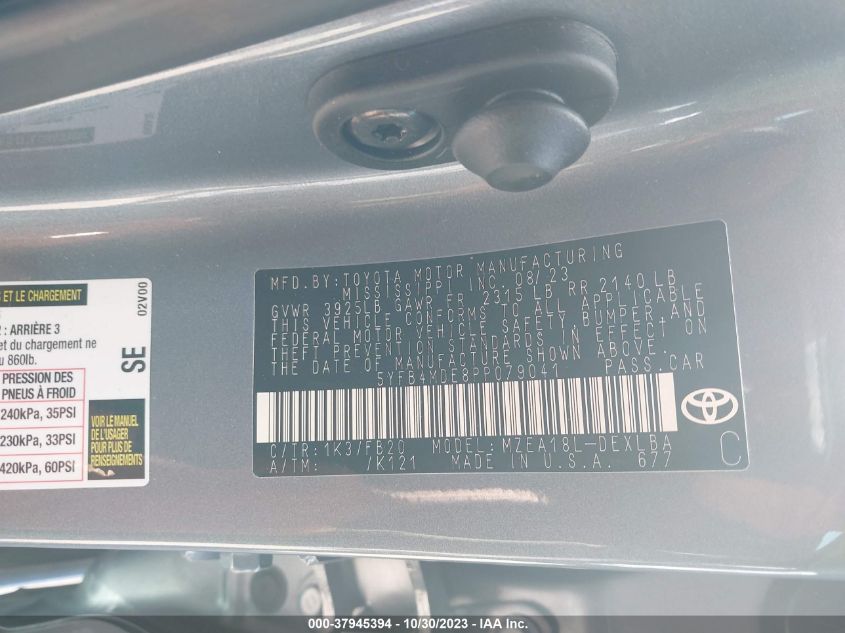 S ET LE CHARGEMENT
: ARRIÈRE 3
et du chargement ne
860lb.
PRESSION DES
PNEUS À FROID
240kPa, 35PSI
230kPa, 33PSI
420kPa, 60PSI
02V00
SE
VOIR LE MANUEL
DE L'USAGER
POUR PLUS DE
RENSEIGNEMENTS
MFD. BY: TOYOTA MOTOR MANUFACTURING
MISSISSIPPI INC. 08/23
GVWR 3925LB GAWR FR 2315LB RR 2140LB
THIS VEHICLE CONFORMS TO ALL APPLICABLE
FEDERAL MOTOR VEHICLE SAFETY, BUMPER, AND
THEFT PREVENTION STANDARDS IN EFFECT ON
THE DATE OF MANUFACTURE SHOWN ABOVE.
5YFB4MDE8PP079041 PASS. CAR
C/TR: 1K3/FB20 MODEL: MZEA18L-DEXLBA
A/TM: /K121 MADE IN U.S.A. 677
C
000-37945394 - 10/30/2023 - IAA Inc.